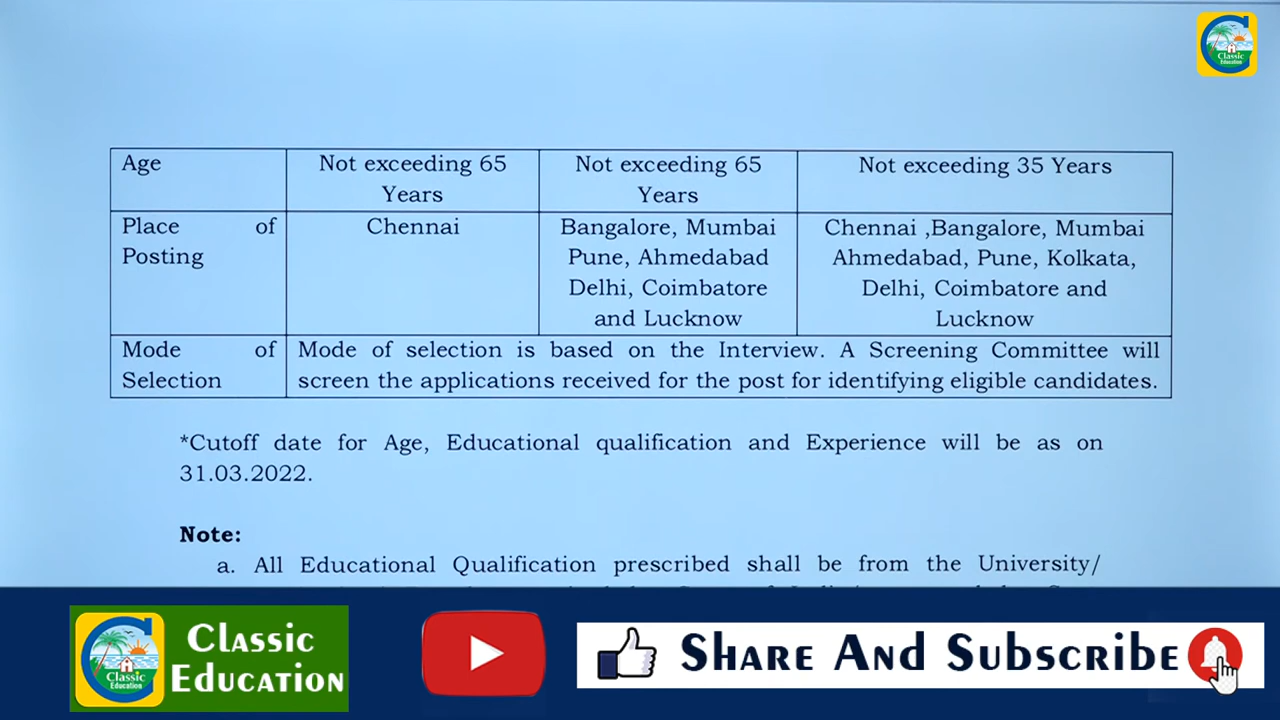 Classic
Education
Age
Not exceeding 65
Years
Not exceeding 65
Years
Not exceeding 35 Years
Place of
Posting
Chennai
Bangalore, Mumbai
Pune, Ahmedabad
Delhi, Coimbatore
and Lucknow
Chennai ,Bangalore, Mumbai
Ahmedabad, Pune, Kolkata,
Delhi, Coimbatore and
Lucknow
Mode of
Selection
Mode of selection is based on the Interview. A Screening Committee will
screen the applications received for the post for identifying eligible candidates.
*Cutoff date for Age, Educational qualification and Experience will be as on
31.03.2022.
Note:
a. All Educational Qualification prescribed shall be from the University/
Classic
Education
Classic
Education
Share And Subscribe